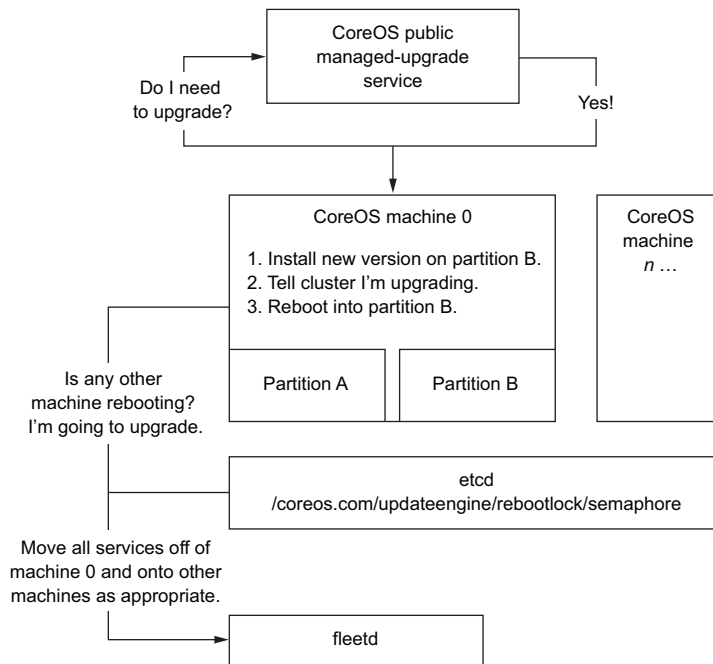 CoreOS public
managed-upgrade
service
Do I need
to upgrade?
Yes!
CoreOS machine 0
1. Install new version on partition B.
2. Tell cluster I'm upgrading.
3. Reboot into partition B.
Partition A
Partition B
CoreOS
machine
n ...
Is any other
machine rebooting?
I'm going to upgrade.
etcd
/coreos.com/updateengine/rebootlock/semaphore
Move all services off of
machine 0 and onto other
machines as appropriate.
fleetd